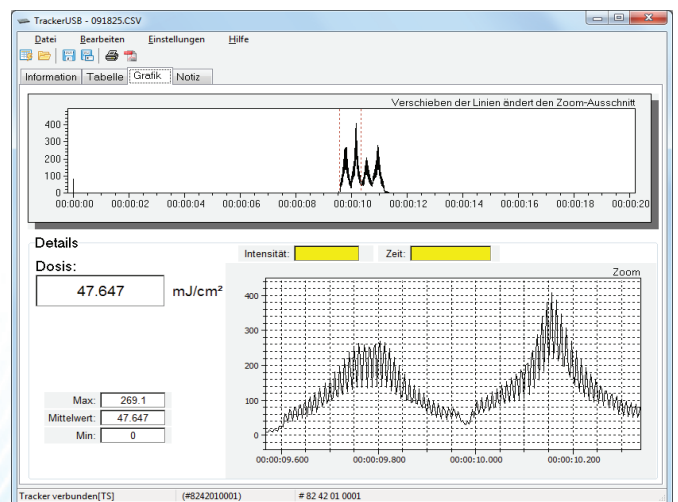 TrackerUSB - 091825.CSV
Datei Bearbeiten Einstellungen Hilfe
Information Tabelle Grafik Notiz
Verschieben der Linien ändert den Zoom-Ausschnitt
400
300
200
100
0
00:00:00 00:00:02 00:00:04 00:00:06 00:00:08 00:00:10 00:00:12 00:00:14 00:00:16 00:00:18 00:00:20
Details
Intensität: Zeit:
Dosis:
47.647 mJ/cm²
Zoom
400
300
200
100
0
00:00:09.600 00:00:09.800 00:00:10.000 00:00:10.200
Max: 269.1
Mittelwert: 47.647
Min: 0
Tracker verbunden[TS] (#8242010001) # 82 42 01 0001